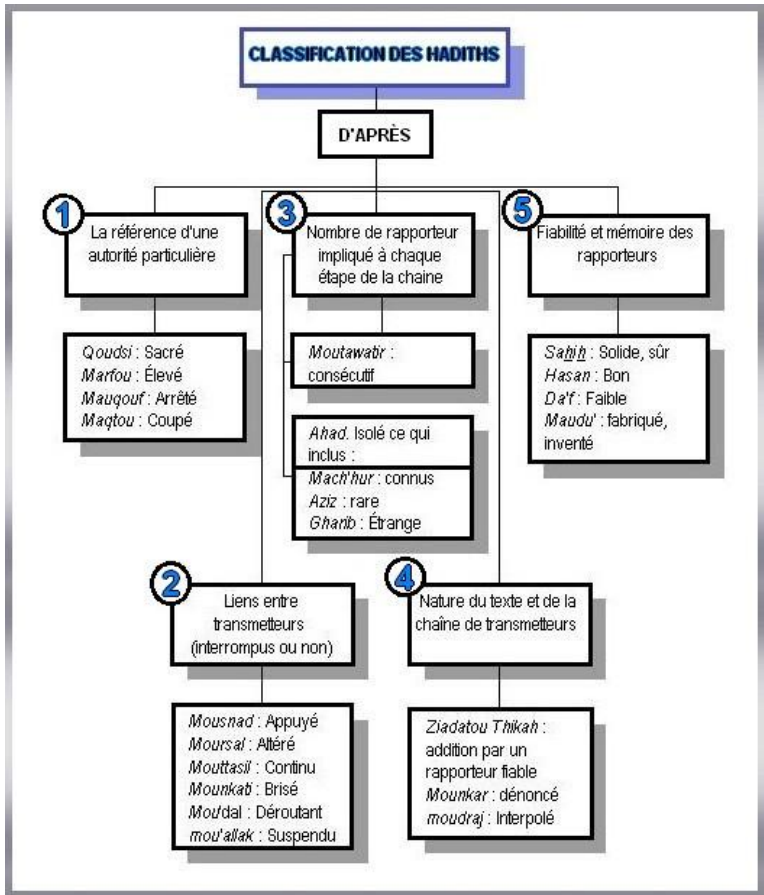 CLASSIFICATION DES HADITHS
D'APRÈS
1
La référence d'une
autorité particulière
Qoudsi : Sacré
Marfou : Élevé
Mauqouf : Arrêté
Maqtou : Coupé
3
Nombre de rapporteur
impliqué à chaque
étape de la chaine
Moutawatir :
consécutif
Ahad. Isolé ce qui
inclus :
Mach'hur : connus
Aziz : rare
Gharib : Étrange
5
Fiabilité et mémoire des
rapporteurs
Sahih : Solide, sûr
Hasan : Bon
Da'f : Faible
Maudu' : fabriqué,
inventé
2
Liens entre
transmetteurs
(interrompus ou non)
Mousnad : Appuyé
Moursal : Altéré
Mouttasil : Continu
Mounkati : Brisé
Mou'dal : Déroutant
mou'allak : Suspendu
4
Nature du texte et de la
chaîne de transmetteurs
Ziadatou Thikah :
addition par un
rapporteur fiable
Mounkar : dénoncé
moudraj : Interpolé